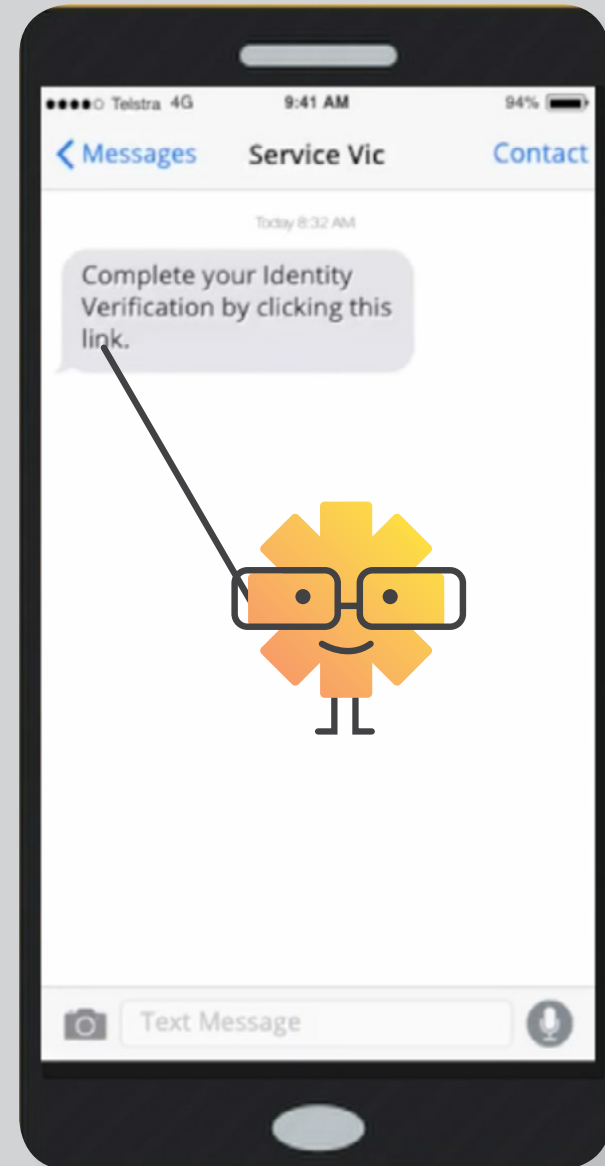 Telstra 4G 9:41 AM 94%
Messages Service Vic Contact
Today 8:32 AM
Complete your Identity
Verification by clicking this
link.
Text Message